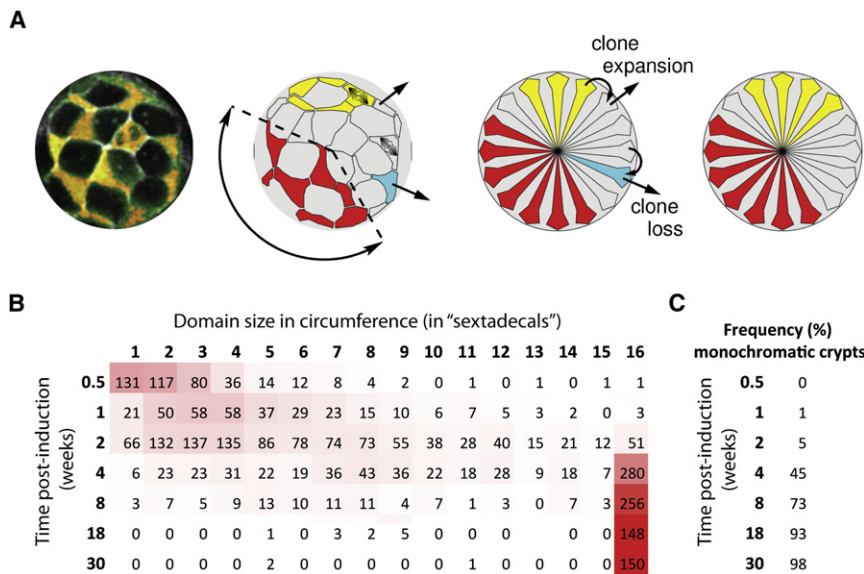 A
clone
expansion
clone
loss
B
Domain size in circumference (in “sextadecals”)
1 2 3 4 5 6 7 8 9 10 11 12 13 14 15 16
Time post-induction
(weeks)
0.5 131 117 80 36 14 12 8 4 2 0 1 0 1 0 1 1
1 21 50 58 58 37 29 23 15 10 6 7 5 3 2 0 3
2 66 132 137 135 86 78 74 73 55 38 28 40 15 21 12 51
4 6 23 23 31 22 19 36 43 36 22 18 28 9 18 7 280
8 3 7 5 9 13 10 11 11 4 7 1 3 0 7 3 256
18 0 0 0 0 1 0 3 2 5 0 0 0 0 0 0 148
30 0 0 0 0 2 0 0 0 0 0 1 0 0 0 0 150
C
Frequency (%)
monochromatic crypts
Time post-induction
(weeks)
0.5 0
1 1
2 5
4 45
8 73
18 93
30 98